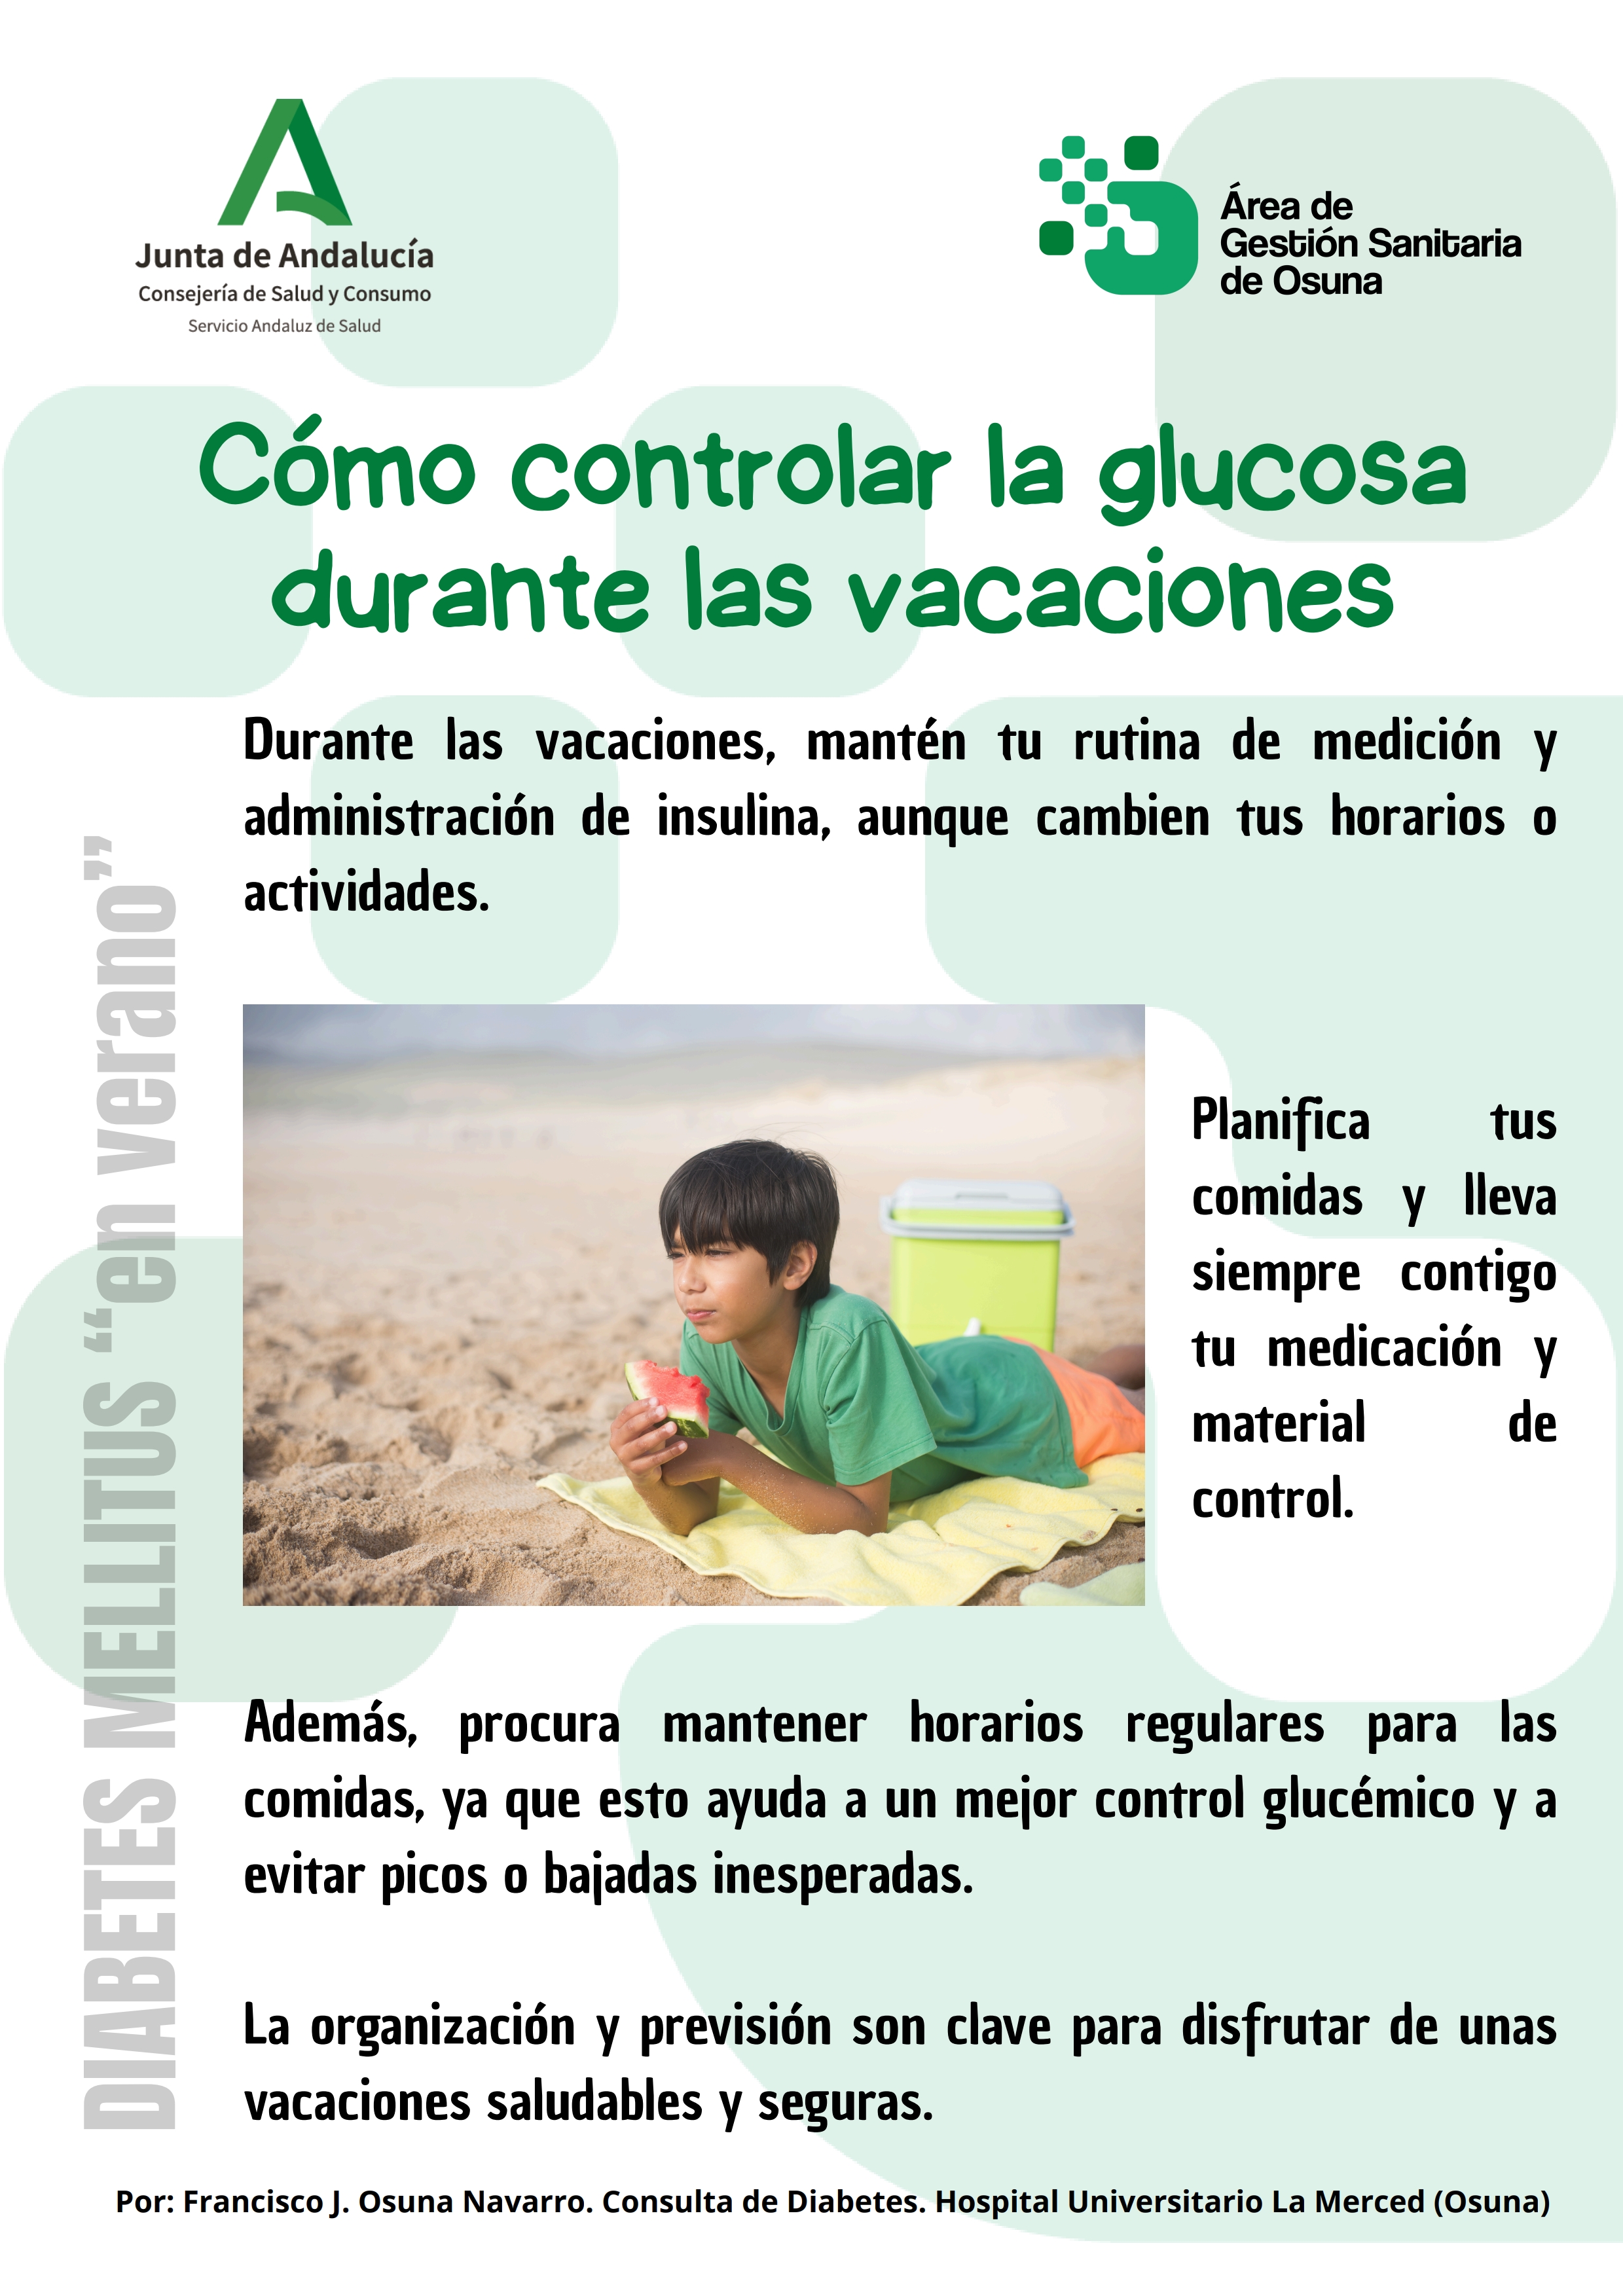 Junta de Andalucía
Consejería de Salud y Consumo
Servicio Andaluz de Salud
Área de
Gestión Sanitaria
de Osuna
Cómo controlar la glucosa
durante las vacaciones
Durante las vacaciones, mantén tu rutina de medición y
administración de insulina, aunque cambien tus horarios o
actividades.
DIABETES MELLITUS “en verano”
Planifica tus
comidas y lleva
siempre contigo
tu medicación y
material de
control.
Además, procura mantener horarios regulares para las
comidas, ya que esto ayuda a un mejor control glucémico y a
evitar picos o bajadas inesperadas.
La organización y previsión son clave para disfrutar de unas
vacaciones saludables y seguras.
Por: Francisco J. Osuna Navarro. Consulta de Diabetes. Hospital Universitario La Merced (Osuna)